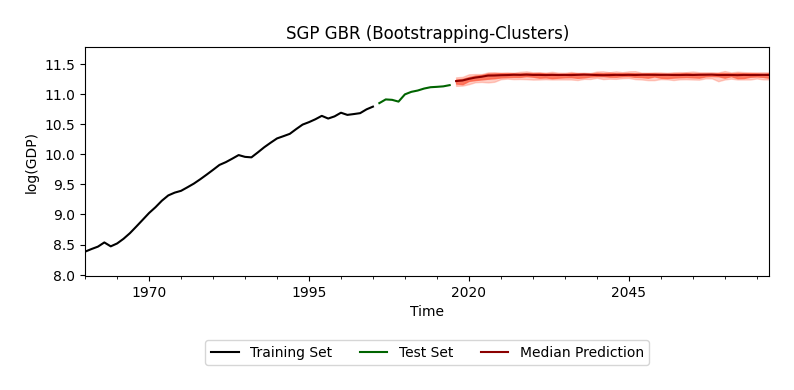 SGP GBR (Bootstrapping-Clusters)
11.5
11.0
10.5
10.0
9.5
9.0
8.5
8.0
log(GDP)
1970 1995 2020 2045
Time
Training Set Test Set Median Prediction